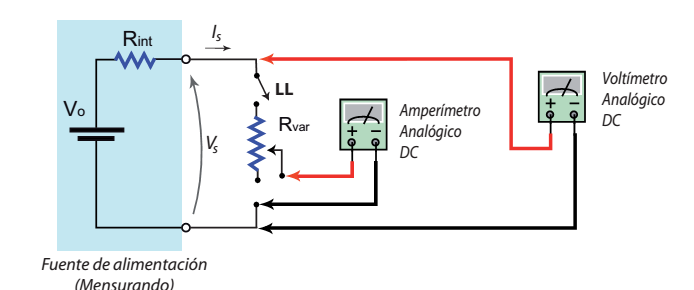 Rint
Is
LL
Vo
Rvar
Vs
+ −
Amperímetro
Analógico
DC
+ −
Voltímetro
Analógico
DC
Fuente de alimentación
(Mensurando)